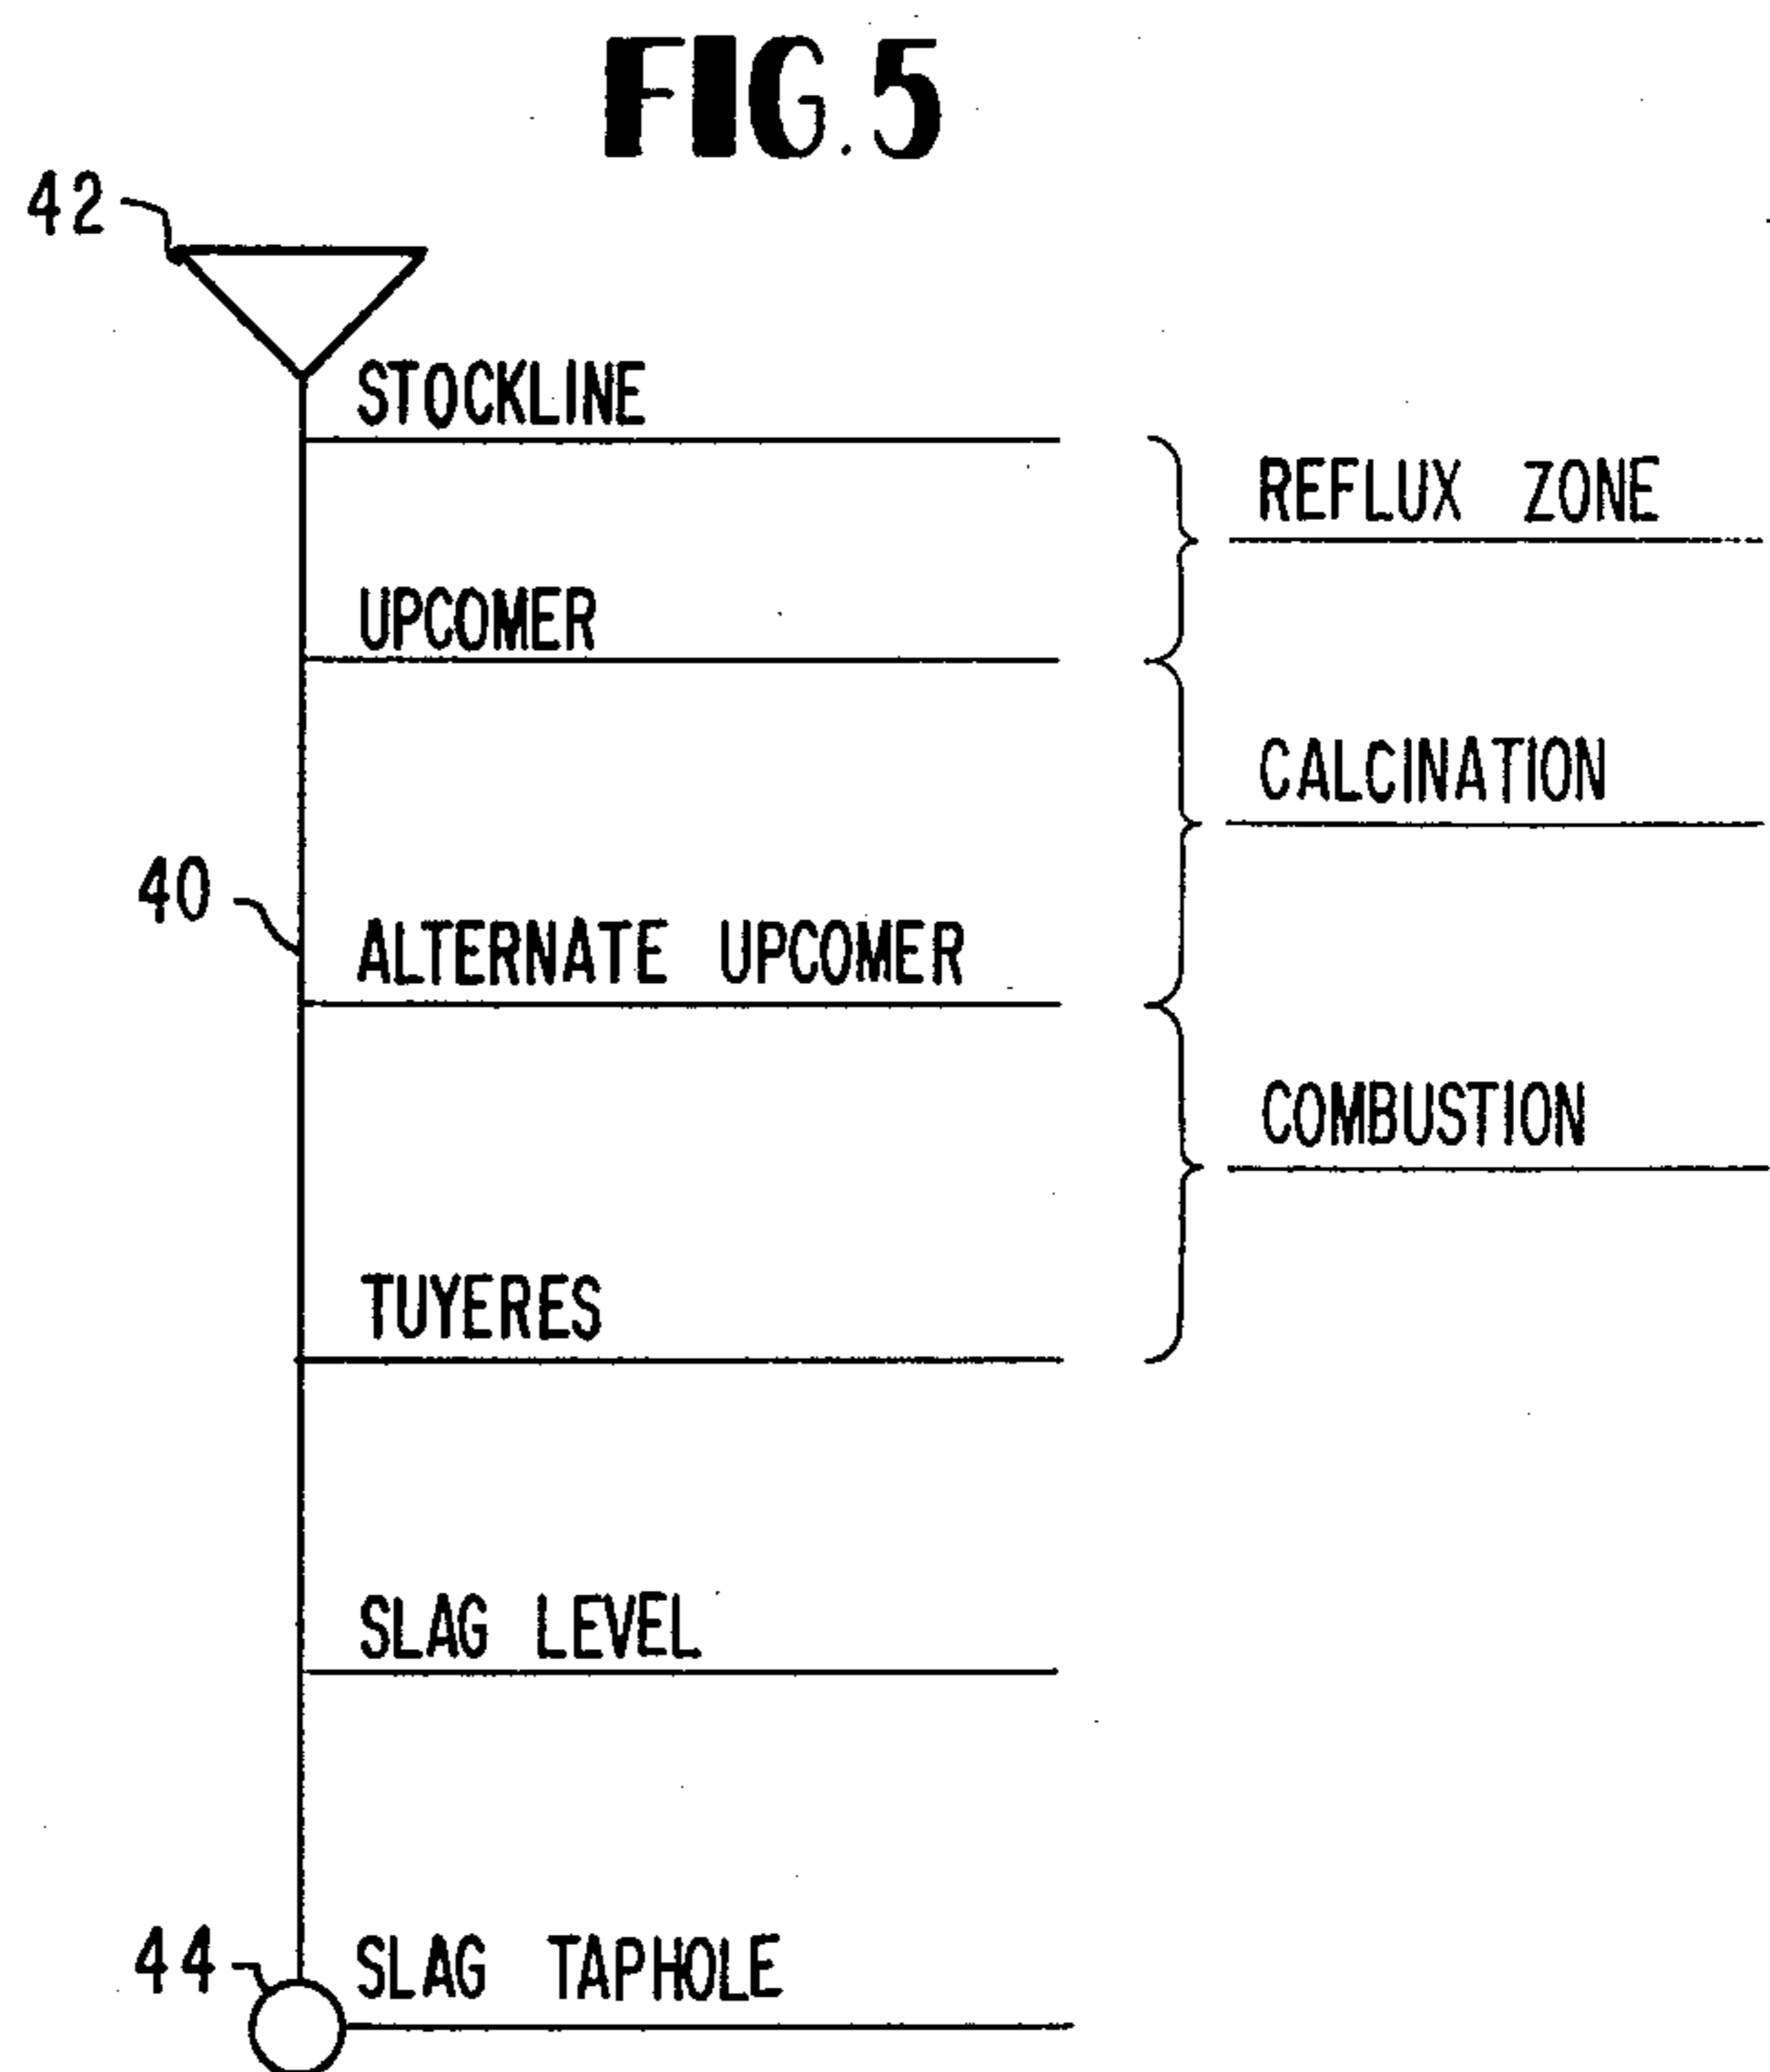 FIG. 5
42
STOCKLINE
REFLUX ZONE
UPCOMER
CALCINATION
40
ALTERNATE UPCOMER
COMBUSTION
TUYERES
SLAG LEVEL
44
SLAG TAPHOLE